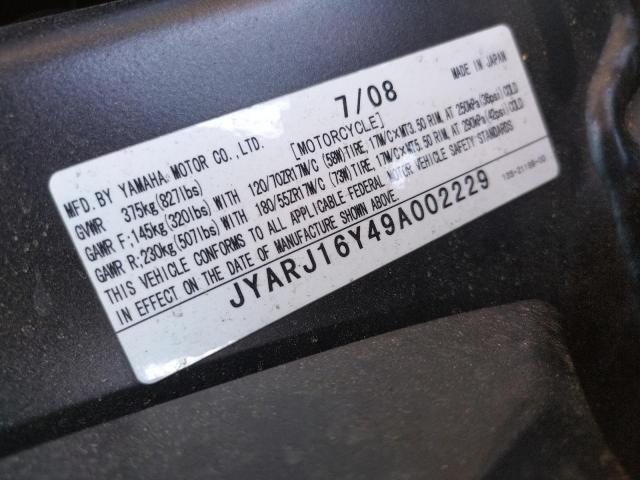 7/08
MADE IN JAPAN
MFD. BY YAMAHA MOTOR CO., LTD. [MOTORCYCLE]
GVWR 375kg(827lbs)
GAWR F:145kg(320lbs) WITH 120/70ZR17M/C (58W)TIRE, 17M/C×MT3.50 RIM, AT 250kPa(36psi)COLD
GAWR R:230kg(507lbs) WITH 180/55ZR17M/C (73W)TIRE, 17M/C×MT5.50 RIM, AT 290kPa(42psi)COLD
THIS VEHICLE CONFORMS TO ALL APPLICABLE FEDERAL MOTOR VEHICLE SAFETY STANDARDS
IN EFFECT ON THE DATE OF MANUFACTURE SHOWN ABOVE.
JYARJ16Y49A002229